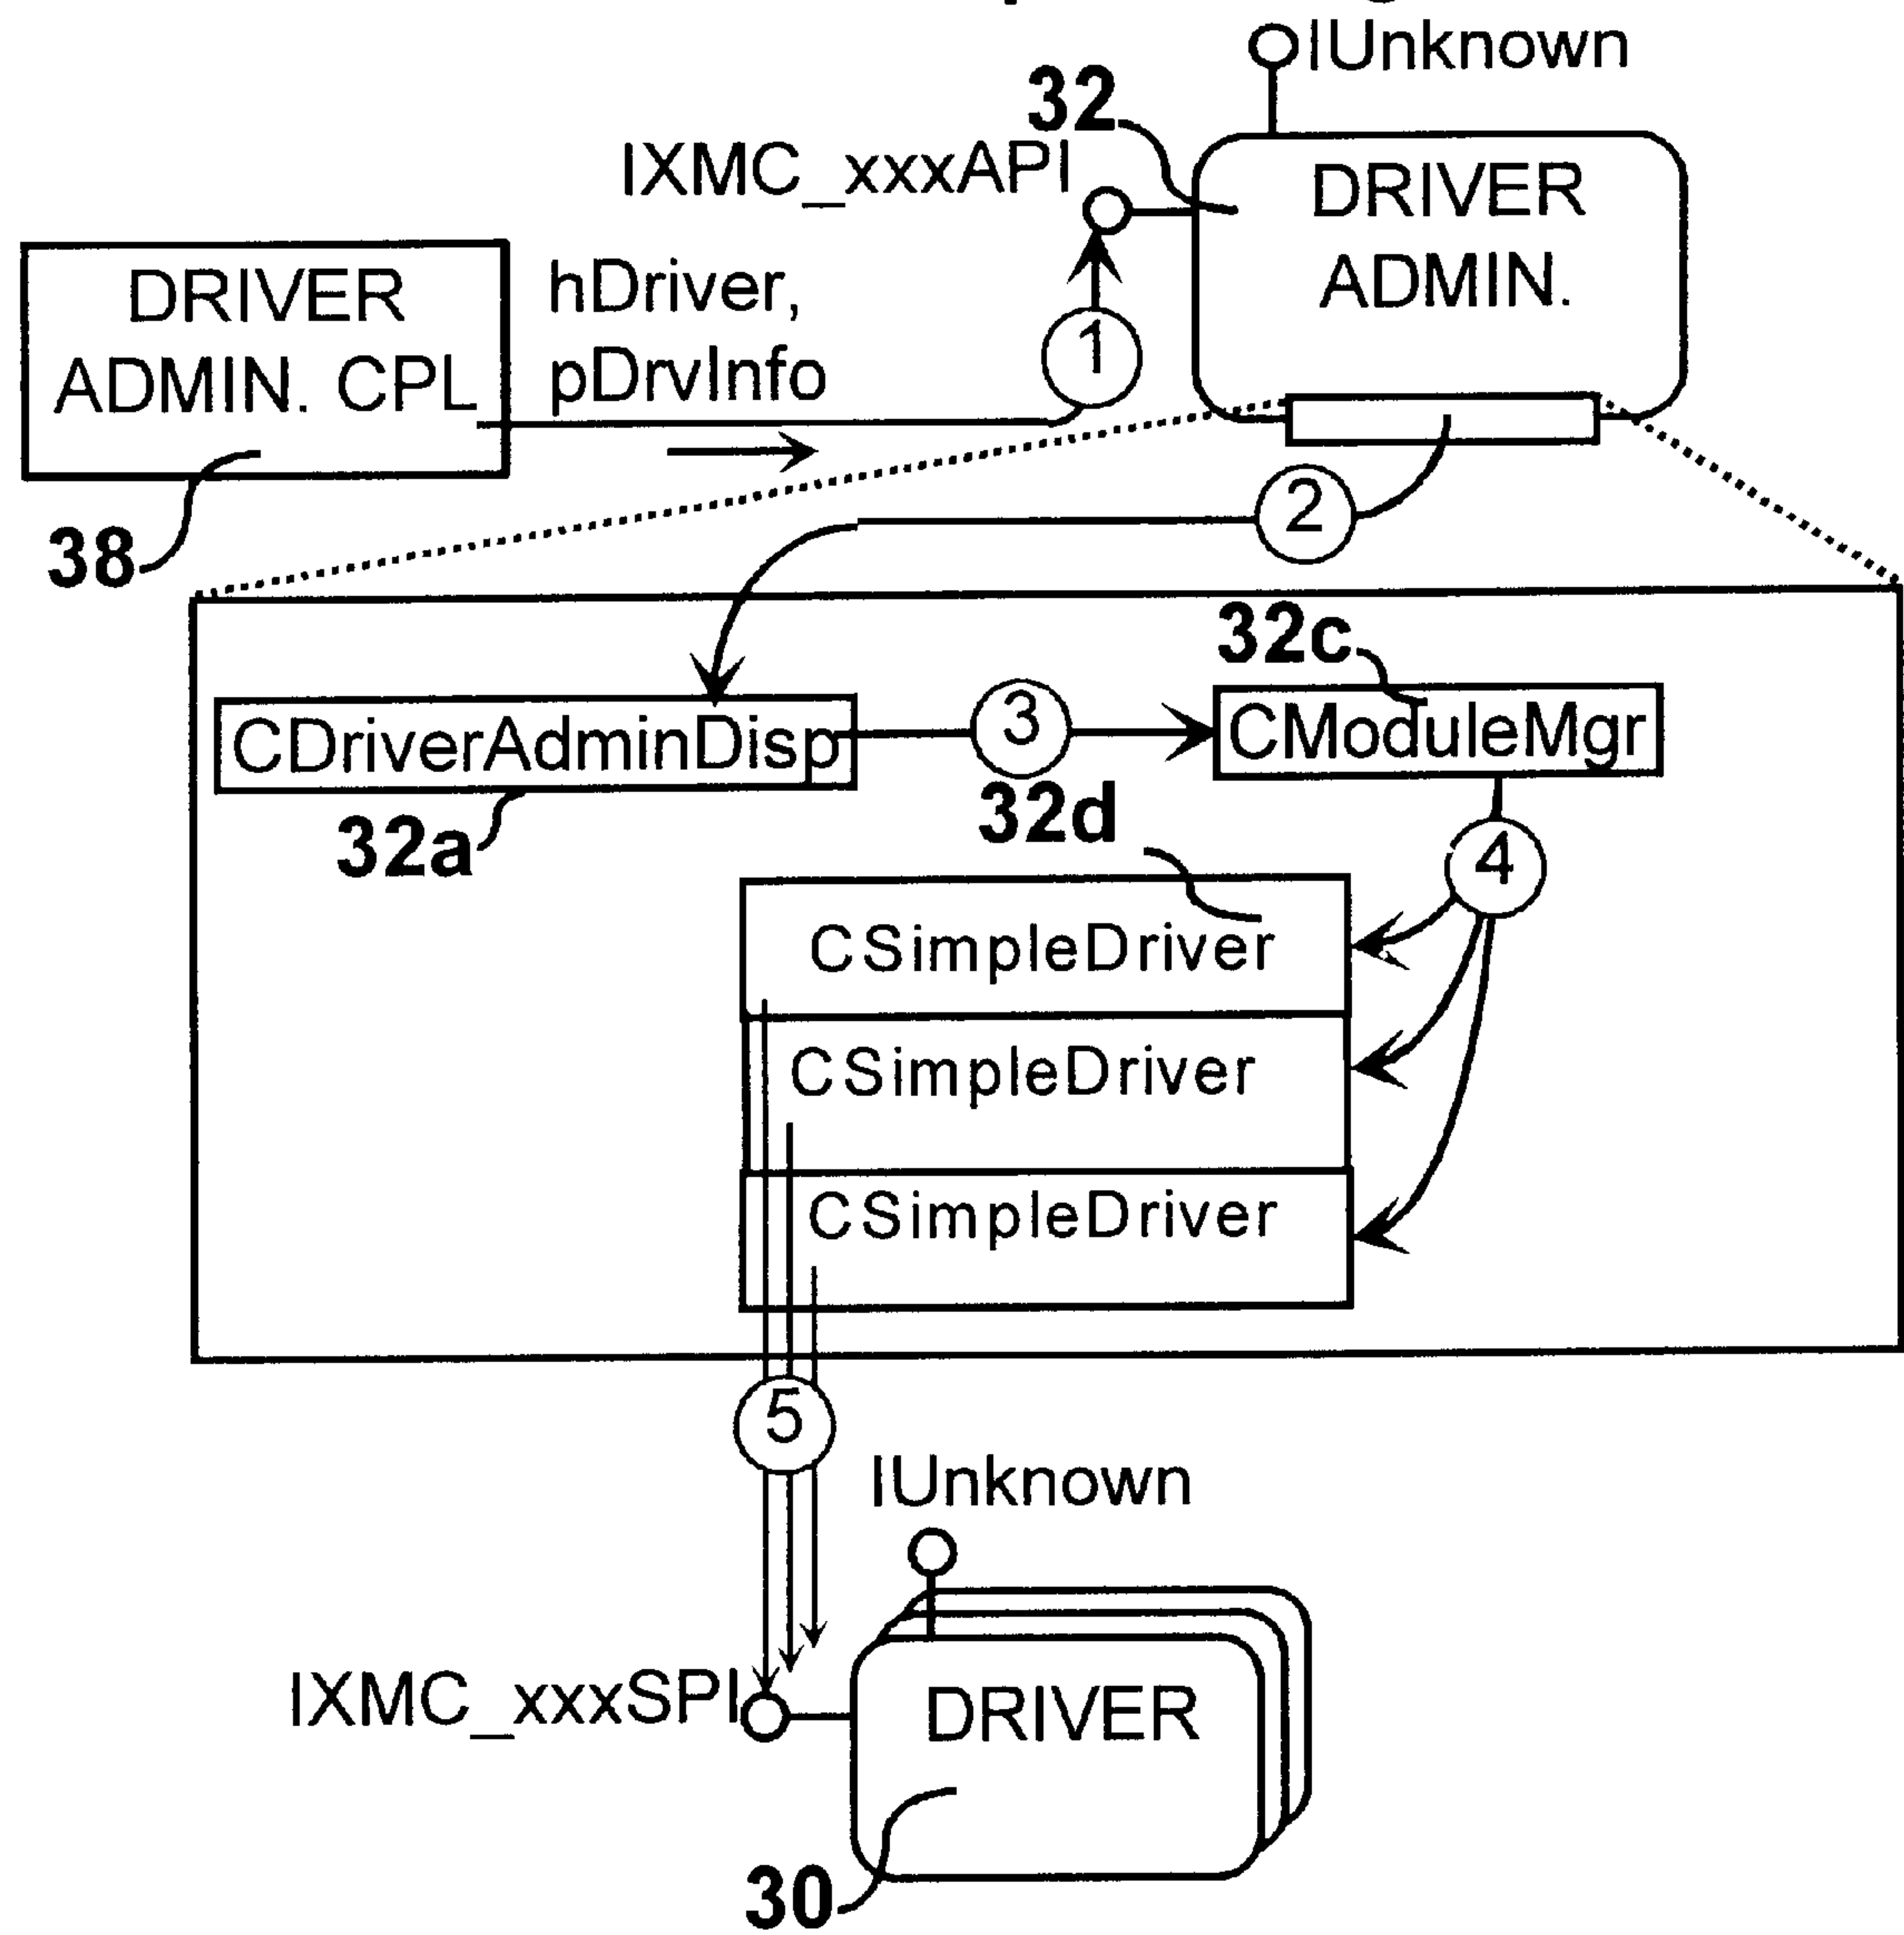 IUnknown
32
IXMC_xxxAPI
DRIVER
ADMIN.
DRIVER
ADMIN. CPL
hDriver,
pDrvInfo
1
2
38
32c
CDriverAdminDisp
3
CModuleMgr
32a
32d
4
CSimpleDriver
CSimpleDriver
CSimpleDriver
5
IUnknown
IXMC_xxxSPI
DRIVER
30